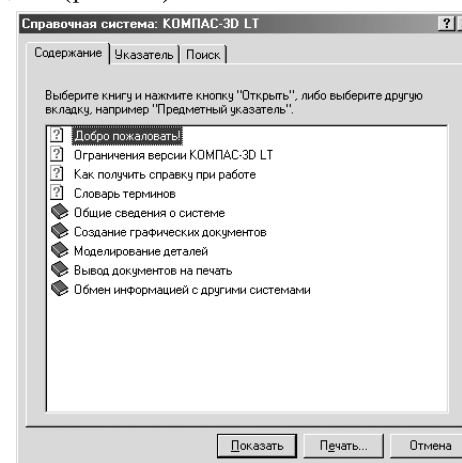 Справочная система: КОМПАС-3D LT
Содержание Указатель Поиск
Выберите книгу и нажмите кнопку "Открыть", либо выберите другую
вкладку, например "Предметный указатель".
Добро пожаловать!
Ограничения версии КОМПАС-3D LT
Как получить справку при работе
Словарь терминов
Общие сведения о системе
Создание графических документов
Моделирование деталей
Вывод документов на печать
Обмен информацией с другими системами
Показать Печать... Отмена